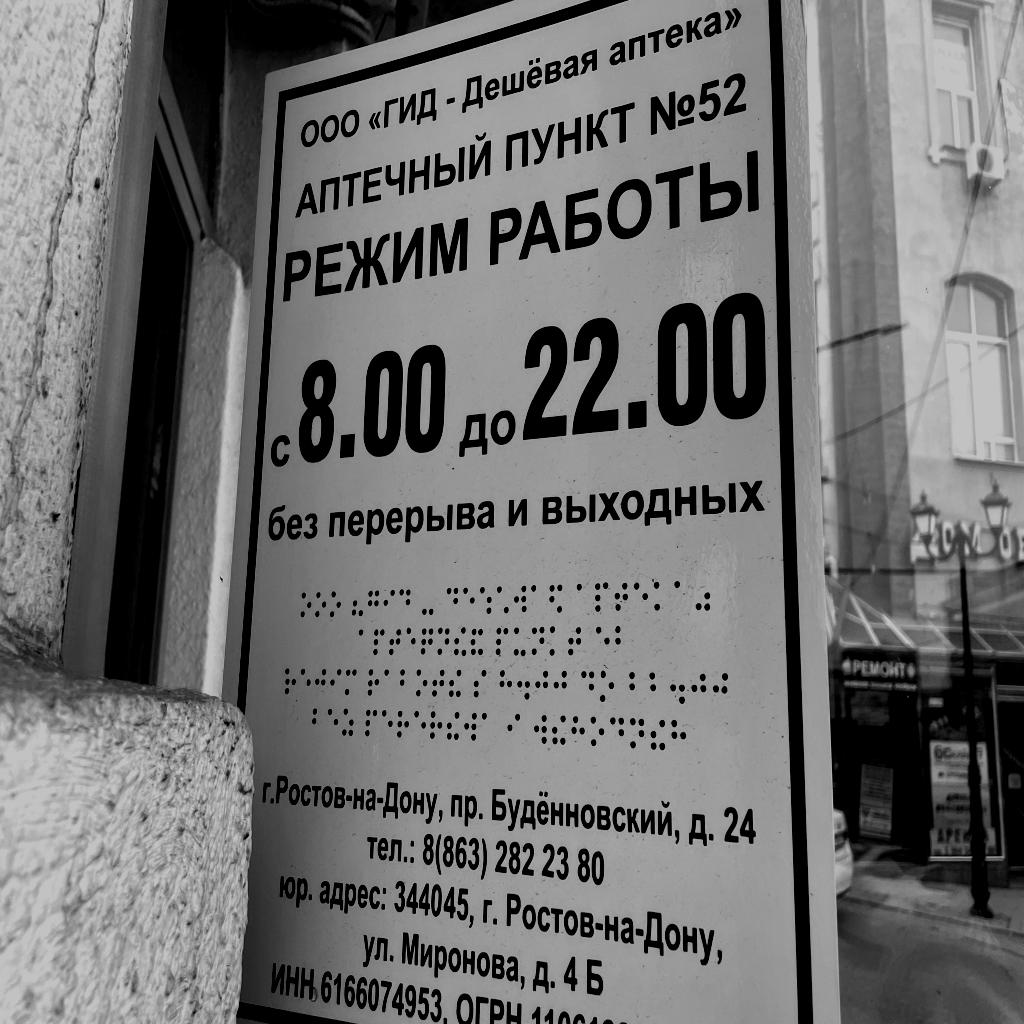 ООО «ГИД - Дешёвая аптека»
АПТЕЧНЫЙ ПУНКТ №52
РЕЖИМ РАБОТЫ
с 8.00 до 22.00
без перерыва и выходных
г.Ростов-на-Дону, пр. Будённовский, д. 24
тел.: 8(863) 282 23 80
юр. адрес: 344045, г. Ростов-на-Дону,
ул. Миронова, д. 4 Б
ИНН 6166074953, ОГРН
РЕМОНТ